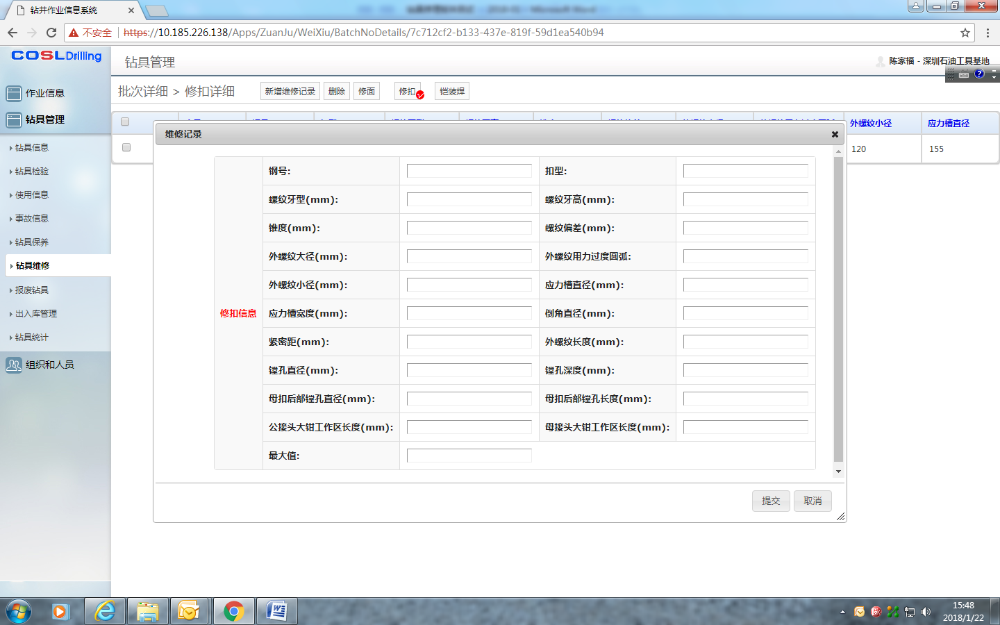 钻井作业信息系统
不安全 https://10.185.226.138/Apps/ZuanJu/WeiXiu/BatchNoDetails/7c712cf2-b133-437e-819f-59d1ea540b94
COSL Drilling
钻具管理
陈家福 - 深圳石油工具基地
作业信息
钻具管理
钻具信息
钻具检验
使用信息
事故信息
钻具保养
钻具维修
报废钻具
出入库管理
钻具统计
组织和人员
批次详细 > 修扣详细
新增维修记录 删除 修面 修扣 铠装焊
外螺纹小径 应力槽直径
120 155
维修记录
修扣信息
钢号: 扣型:
螺纹牙型(mm): 螺纹牙高(mm):
锥度(mm): 螺纹偏差(mm):
外螺纹大径(mm): 外螺纹用力过度圆弧:
外螺纹小径(mm): 应力槽直径(mm):
应力槽宽度(mm): 倒角直径(mm):
紧密距(mm): 外螺纹长度(mm):
镗孔直径(mm): 镗孔深度(mm):
母扣后部镗孔直径(mm): 母扣后部镗孔长度(mm):
公接头大钳工作区长度(mm): 母接头大钳工作区长度(mm):
最大值:
提交 取消
15:48
2018/1/22